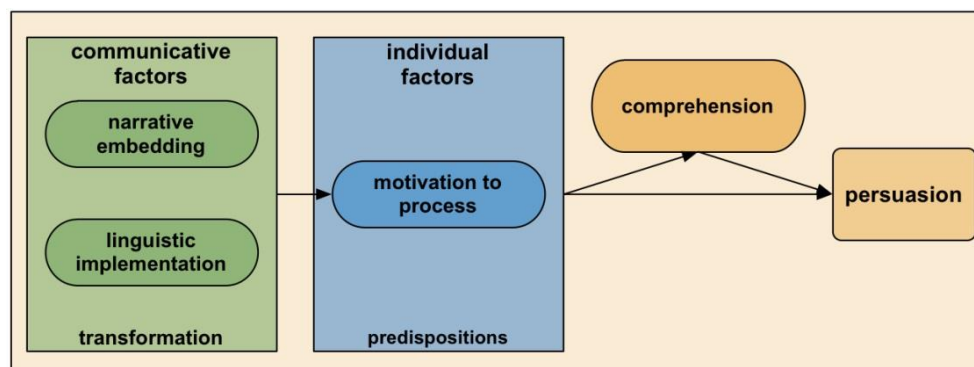 communicative
factors
narrative
embedding
linguistic
implementation
transformation
individual
factors
motivation to
process
predispositions
comprehension
persuasion